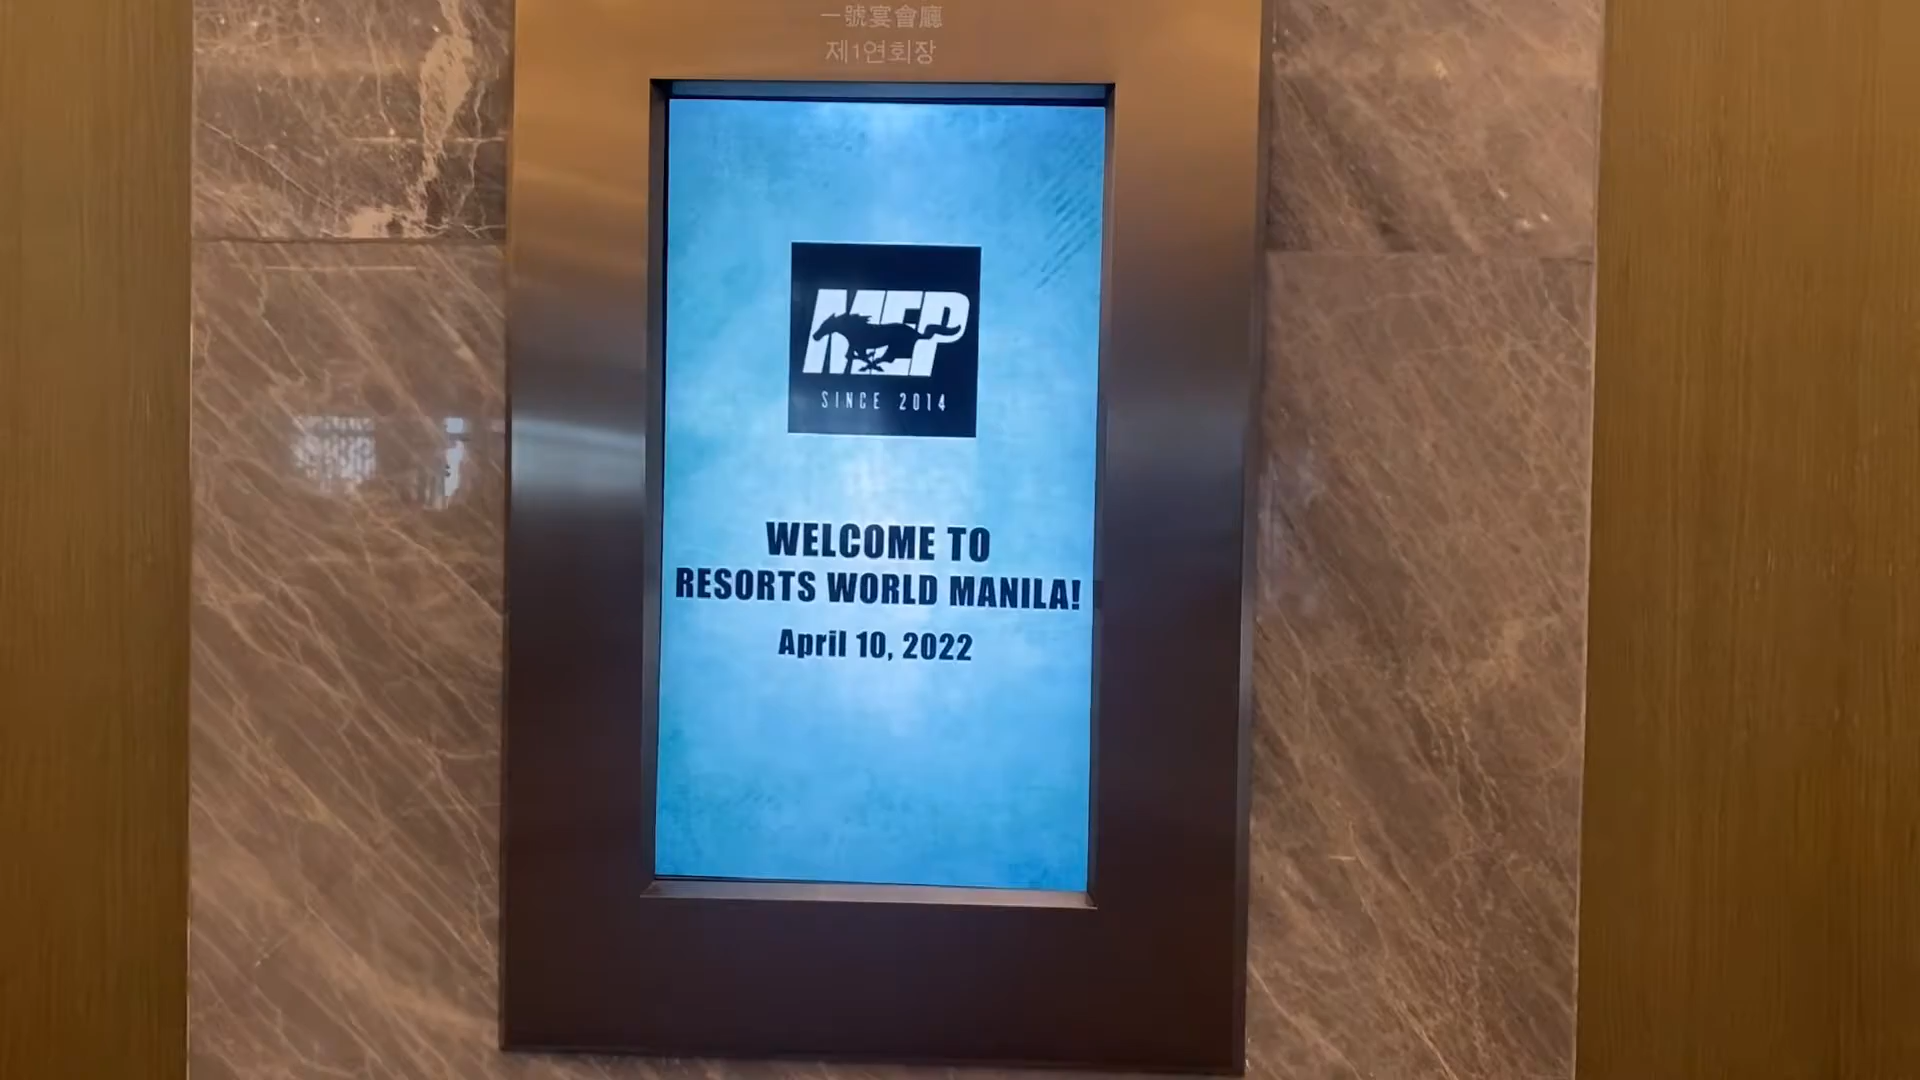 一號宴會廳
제1연회장
MEP
SINCE 2014
WELCOME TO
RESORTS WORLD MANILA!
April 10, 2022